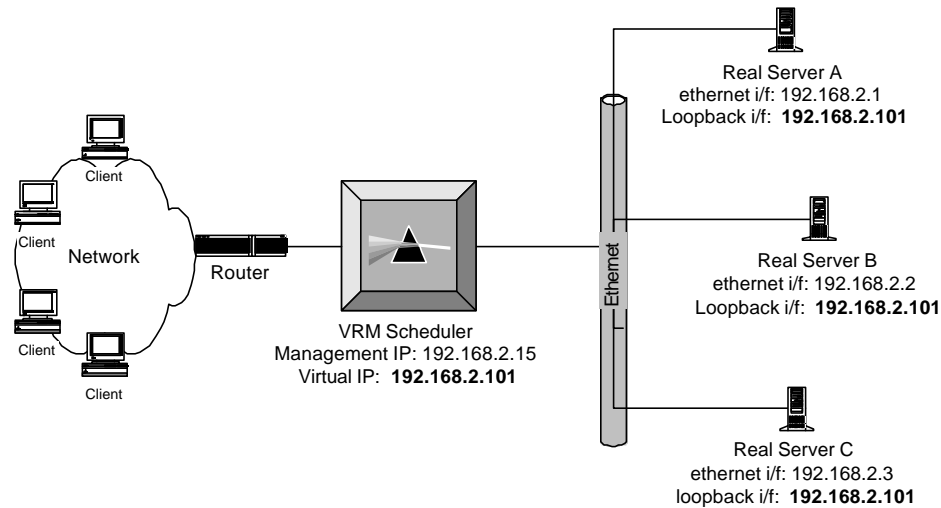 Real Server A
ethernet i/f: 192.168.2.1
Loopback i/f: 192.168.2.101
Client
Client
Network
Router
Client
Client
VRM Scheduler
Management IP: 192.168.2.15
Virtual IP: 192.168.2.101
Ethernet
Real Server B
ethernet i/f: 192.168.2.2
Loopback i/f: 192.168.2.101
Real Server C
ethernet i/f: 192.168.2.3
loopback i/f: 192.168.2.101